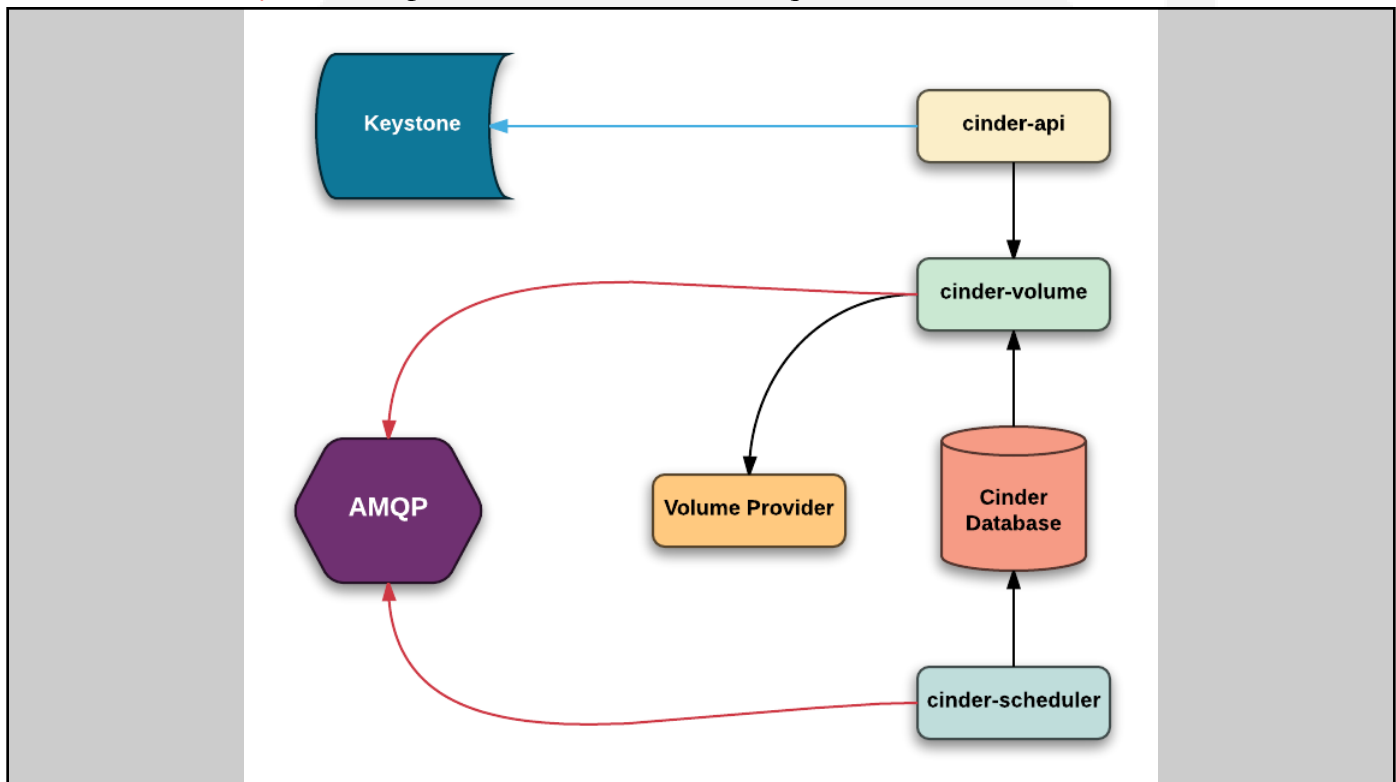 Keystone
cinder-api
cinder-volume
AMQP
Volume Provider
Cinder
Database
cinder-scheduler